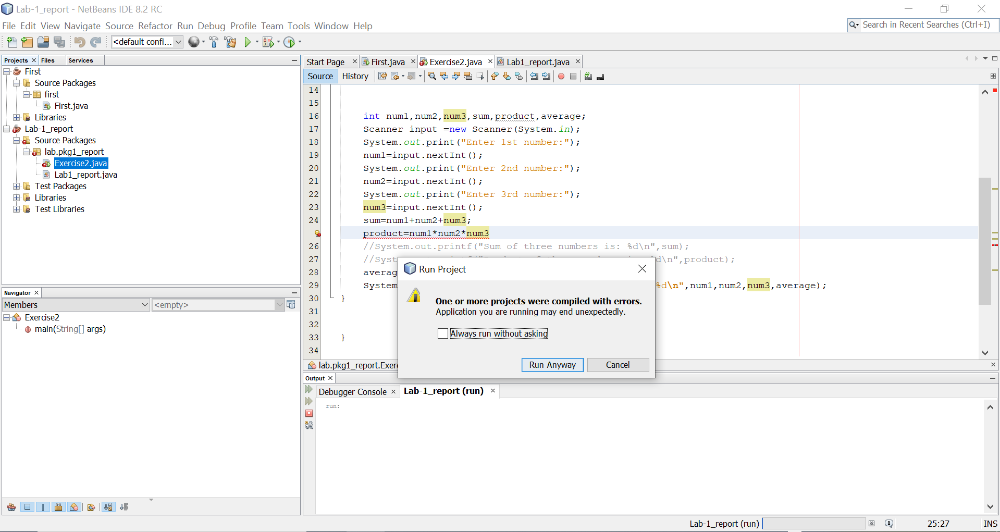 Lab-1_report - NetBeans IDE 8.2 RC
File Edit View Navigate Source Refactor Run Debug Profile Team Tools Window Help
Search in Recent Searches (Ctrl+I)
<default confi...
Projects Files Services
First
Source Packages
first
First.java
Libraries
Lab-1_report
Source Packages
lab.pkg1_report
Exercise2.java
Lab1_report.java
Test Packages
Libraries
Test Libraries
Navigator
Members <empty>
Exercise2
main(String[] args)
Start Page First.java Exercise2.java Lab1_report.java
Source History
14
15
16 int num1,num2,num3,sum,product,average;
17 Scanner input =new Scanner(System.in);
18 System.out.print("Enter 1st number:");
19 num1=input.nextInt();
20 System.out.print("Enter 2nd number:");
21 num2=input.nextInt();
22 System.out.print("Enter 3rd number:");
23 num3=input.nextInt();
24 sum=num1+num2+num3;
product=num1*num2*num3
26 //System.out.printf("Sum of three numbers is: %d\n",sum);
27 //Syst d\n",product);
28 averag
29 System %d\n",num1,num2,num3,average);
30 }
31
32
33 }
34
Run Project
One or more projects were compiled with errors.
Application you are running may end unexpectedly.
Always run without asking
Run Anyway Cancel
lab.pkg1_report.Exer
Output
Debugger Console Lab-1_report (run)
run:
Lab-1_report (run) 25:27 INS